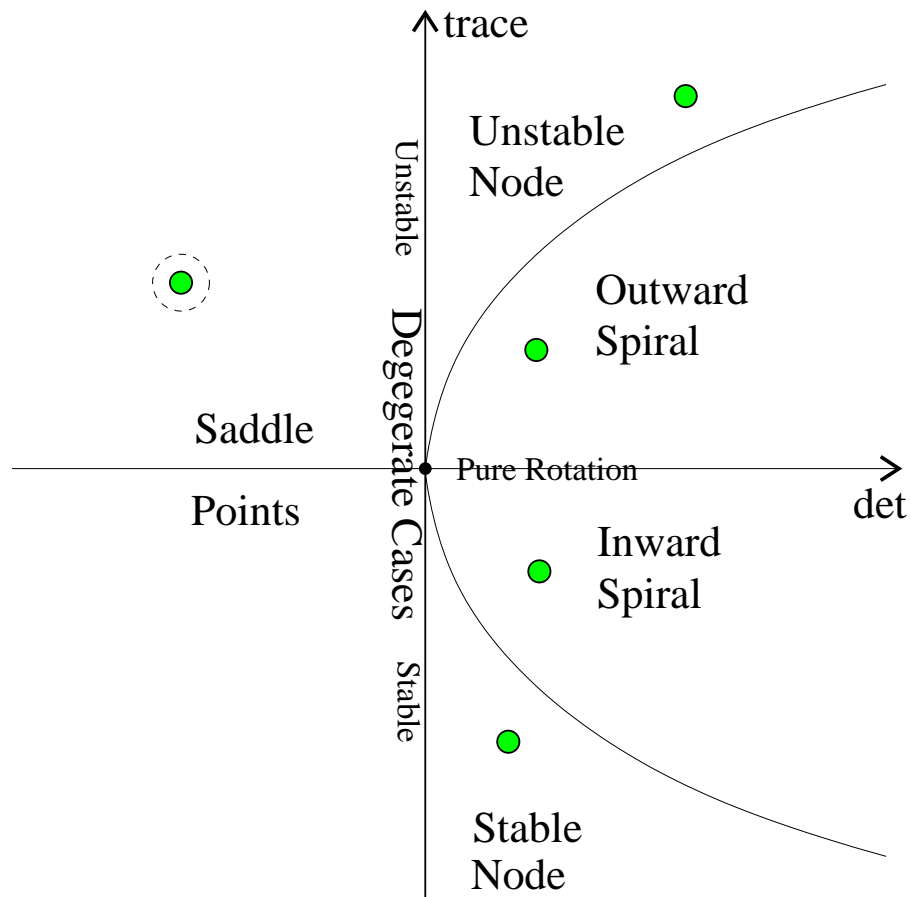 trace
Unstable
Node
Unstable
Outward
Spiral
Degegerate Cases
Saddle
Pure Rotation
det
Points
Inward
Spiral
Stable
Stable
Node